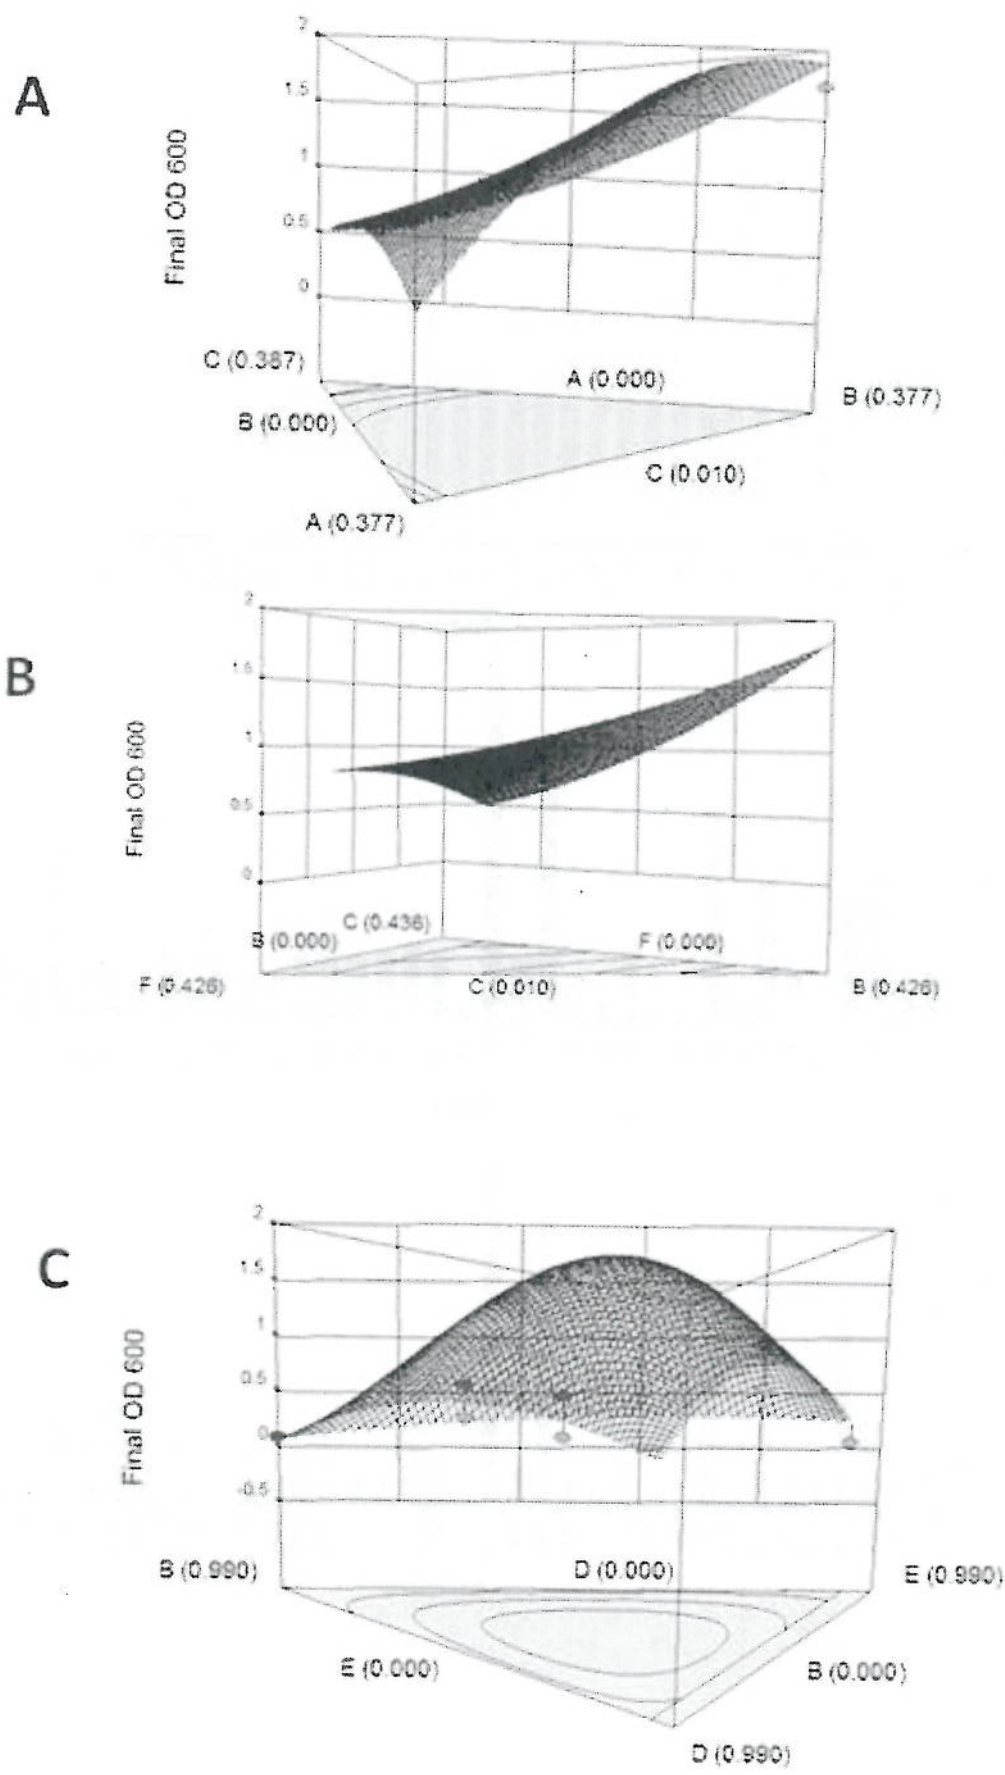 A
2
1.5
1
0.5
0
Final OD 600
C (0.387)
A (0.000)
B (0.377)
B (0.000)
C (0.010)
A (0.377)
B
2
1.5
1
0.5
0
Final OD 600
C (0.436)
B (0.000)
F (0.000)
F (0.426)
C (0.010)
B (0.426)
C
2
1.5
1
0.5
0
-0.5
Final OD 600
B (0.990)
D (0.000)
E (0.990)
E (0.000)
B (0.000)
D (0.990)